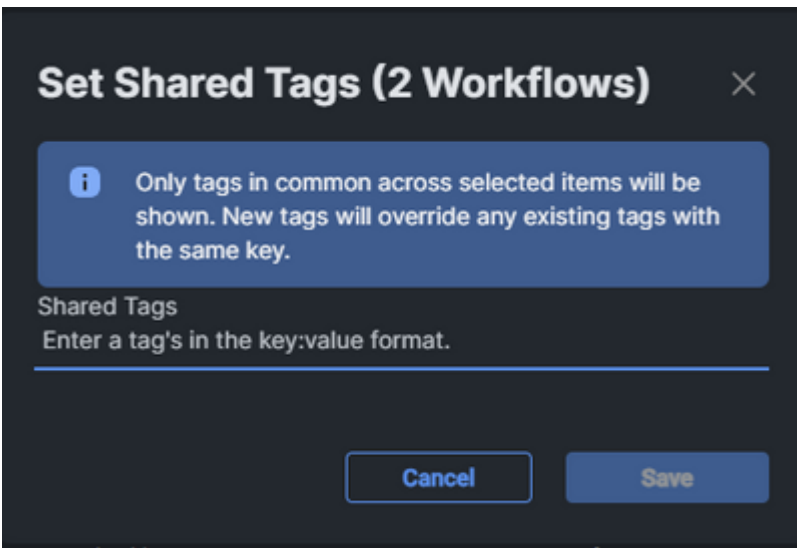 Set Shared Tags (2 Workflows)
Only tags in common across selected items will be
shown. New tags will override any existing tags with
the same key.
Shared Tags
Enter a tag's in the key:value format.
Cancel
Save